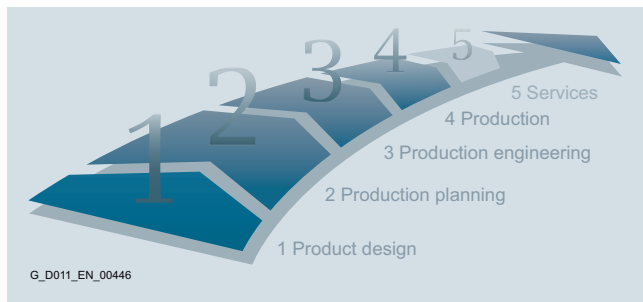 1
2
3
4
5
5 Services
4 Production
3 Production engineering
2 Production planning
1 Product design
G_D011_EN_00446